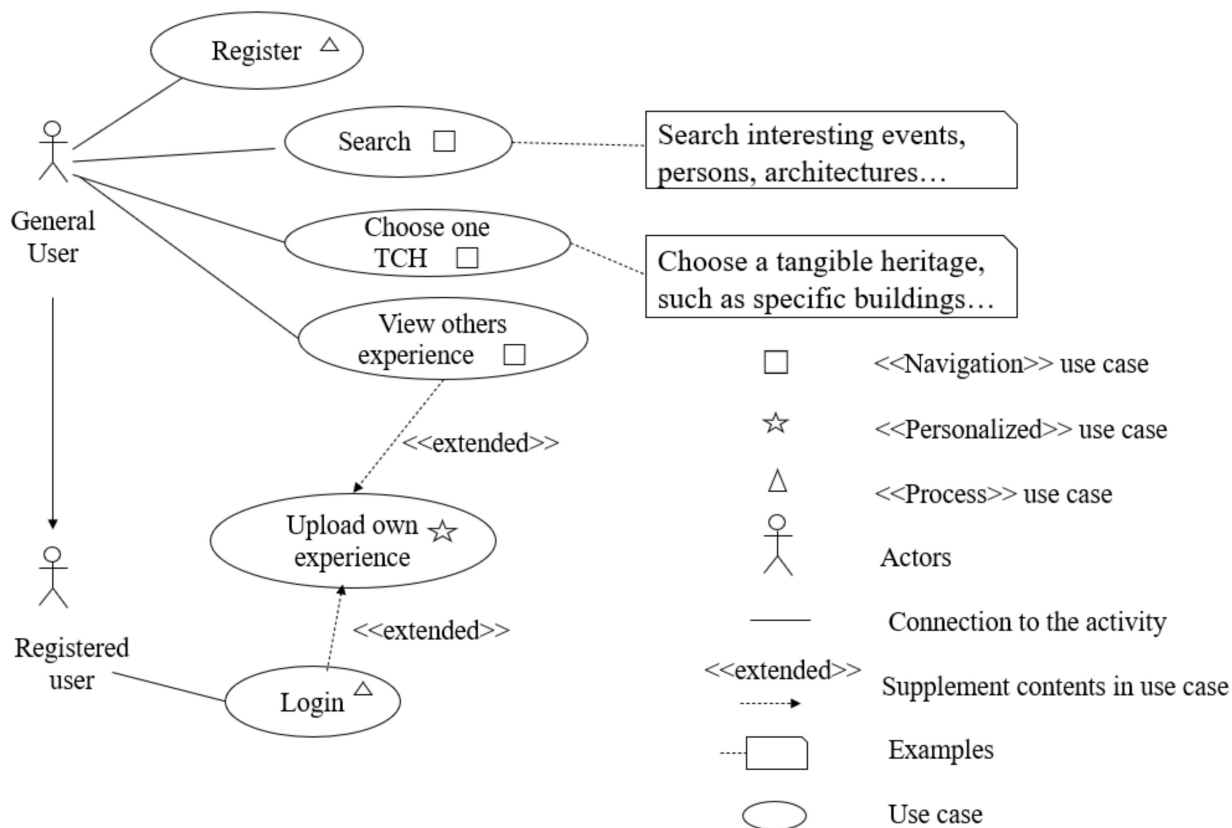 Register
Search
Search interesting events,
persons, architectures…
General
User
Choose one
TCH
Choose a tangible heritage,
such as specific buildings…
View others
experience
<<extended>>
Upload own
experience
<<extended>>
Registered
user
Login
<<Navigation>> use case
<<Personalized>> use case
<<Process>> use case
Actors
Connection to the activity
<<extended>>
Supplement contents in use case
Examples
Use case